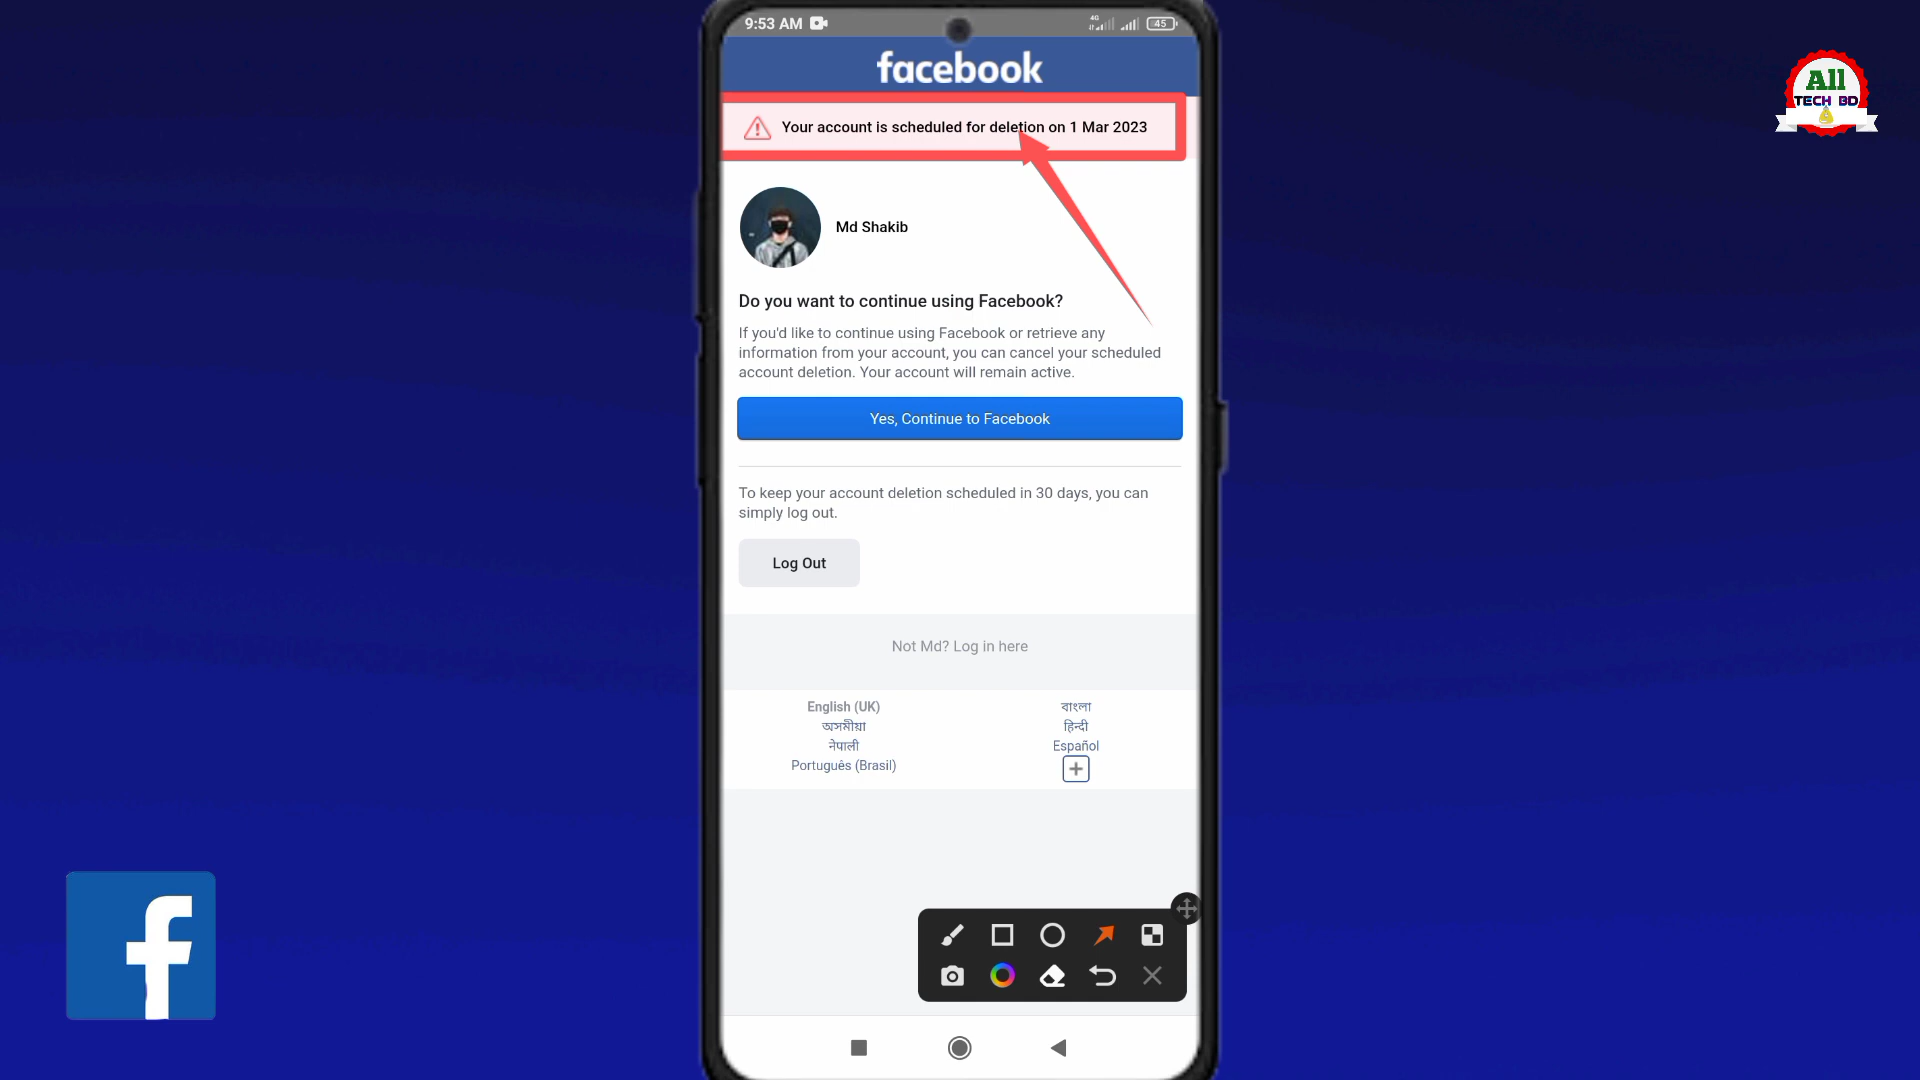 9:53 AM
4G
45
facebook
All
TECH BD
Your account is scheduled for deletion on 1 Mar 2023
Md Shakib
Do you want to continue using Facebook?
If you'd like to continue using Facebook or retrieve any
information from your account, you can cancel your scheduled
account deletion. Your account will remain active.
Yes, Continue to Facebook
To keep your account deletion scheduled in 30 days, you can
simply log out.
Log Out
Not Md? Log in here
English (UK)
বাংলা
অসমীয়া
हिन्दी
नेपाली
Español
Português (Brasil)